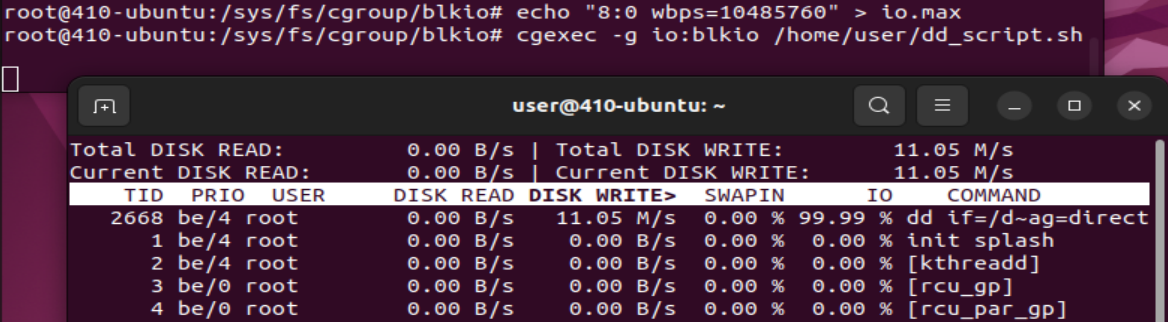 root@410-ubuntu:/sys/fs/cgroup/blkio# echo "8:0 wbps=10485760" > io.max
root@410-ubuntu:/sys/fs/cgroup/blkio# cgexec -g io:blkio /home/user/dd_script.sh
user@410-ubuntu: ~
Total DISK READ: 0.00 B/s | Total DISK WRITE: 11.05 M/s
Current DISK READ: 0.00 B/s | Current DISK WRITE: 11.05 M/s
TID PRIO USER DISK READ DISK WRITE> SWAPIN IO COMMAND
2668 be/4 root 0.00 B/s 11.05 M/s 0.00 % 99.99 % dd if=/d~ag=direct
1 be/4 root 0.00 B/s 0.00 B/s 0.00 % 0.00 % init splash
2 be/4 root 0.00 B/s 0.00 B/s 0.00 % 0.00 % [kthreadd]
3 be/0 root 0.00 B/s 0.00 B/s 0.00 % 0.00 % [rcu_gp]
4 be/0 root 0.00 B/s 0.00 B/s 0.00 % 0.00 % [rcu_par_gp]